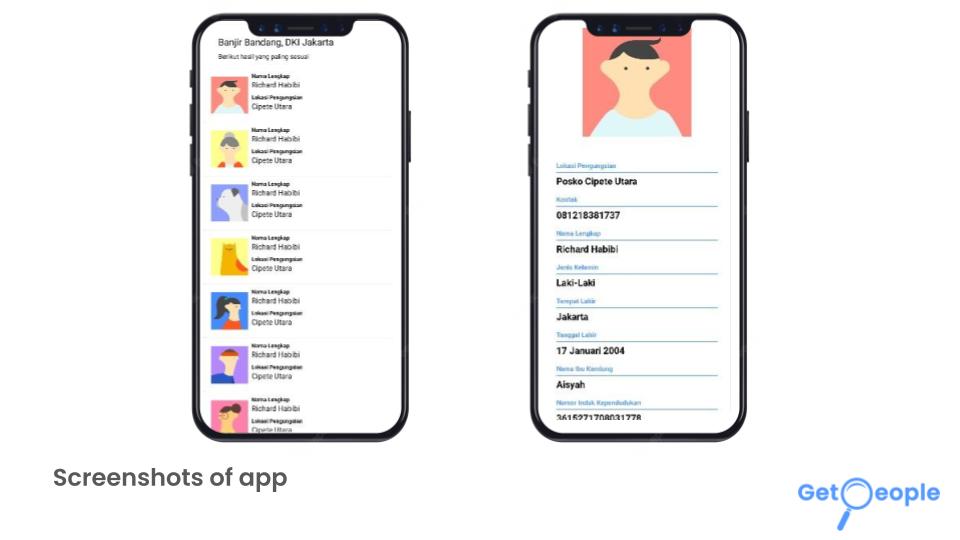 Banjir Bandang, DKI Jakarta
Berikut hasil yang paling sesuai
Nama Lengkap
Richard Habibi
Lokasi Pengungsian
Cipete Utara
Nama Lengkap
Richard Habibi
Lokasi Pengungsian
Cipete Utara
Nama Lengkap
Richard Habibi
Lokasi Pengungsian
Cipete Utara
Nama Lengkap
Richard Habibi
Lokasi Pengungsian
Cipete Utara
Nama Lengkap
Richard Habibi
Lokasi Pengungsian
Cipete Utara
Nama Lengkap
Richard Habibi
Lokasi Pengungsian
Cipete Utara
Nama Lengkap
Richard Habibi
Lokasi Pengungsian
Cipete Utara
Lokasi Pengungsian
Posko Cipete Utara
Kontak
081218381737
Nama Lengkap
Richard Habibi
Jenis Kelamin
Laki-Laki
Tempat Lahir
Jakarta
Tanggal Lahir
17 Januari 2004
Nama Ibu Kandung
Aisyah
Nomor Induk Kependudukan
3615271708031778
Screenshots of app
Get eople